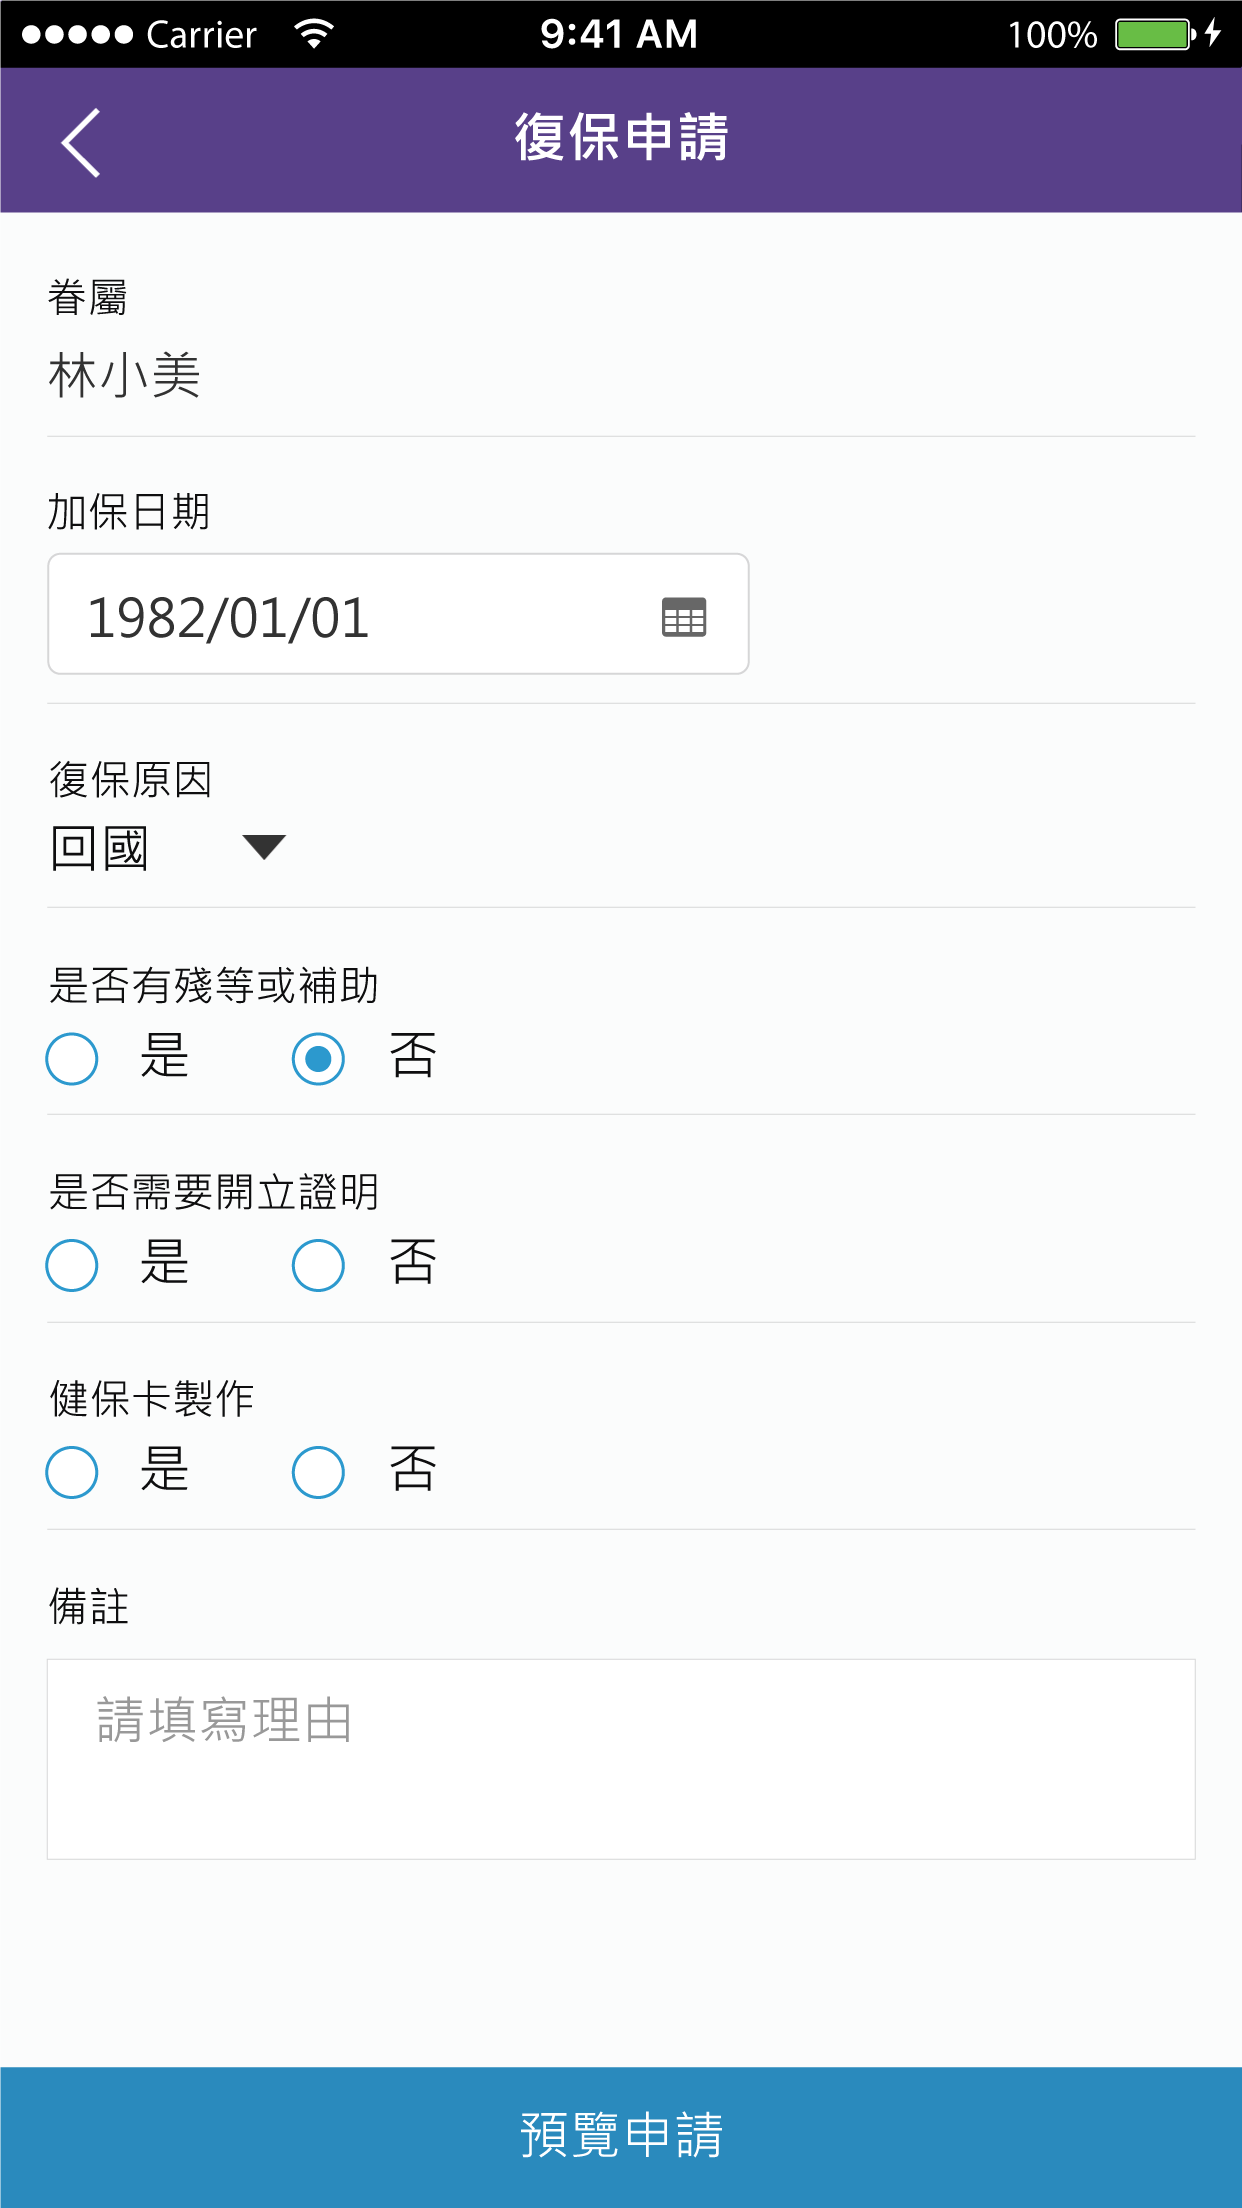 Carrier 9:41 AM 100%
復保申請
眷屬
林小美
加保日期
1982/01/01
復保原因
回國
是否有殘等或補助
是 否
是否需要開立證明
是 否
健保卡製作
是 否
備註
請填寫理由
預覽申請